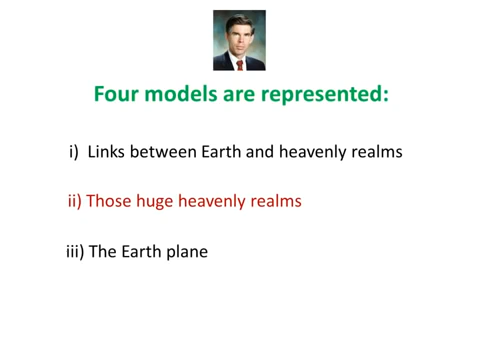 Four models are represented:
i) Links between Earth and heavenly realms
ii) Those huge heavenly realms
iii) The Earth plane